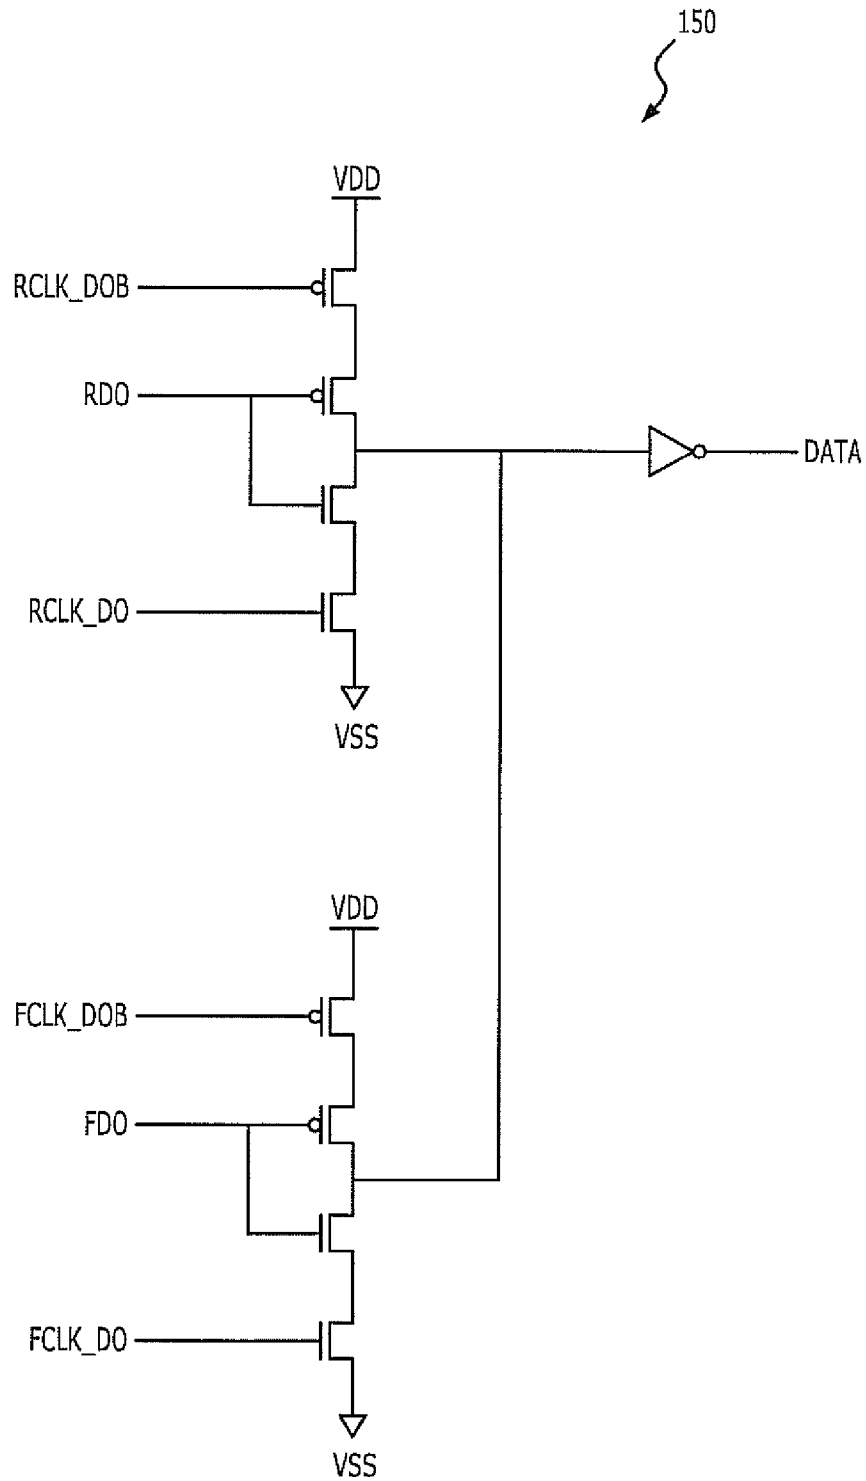 150
VDD
RCLK_DOB
RDO
DATA
RCLK_DO
VSS
VDD
FCLK_DOB
FDO
FCLK_DO
VSS